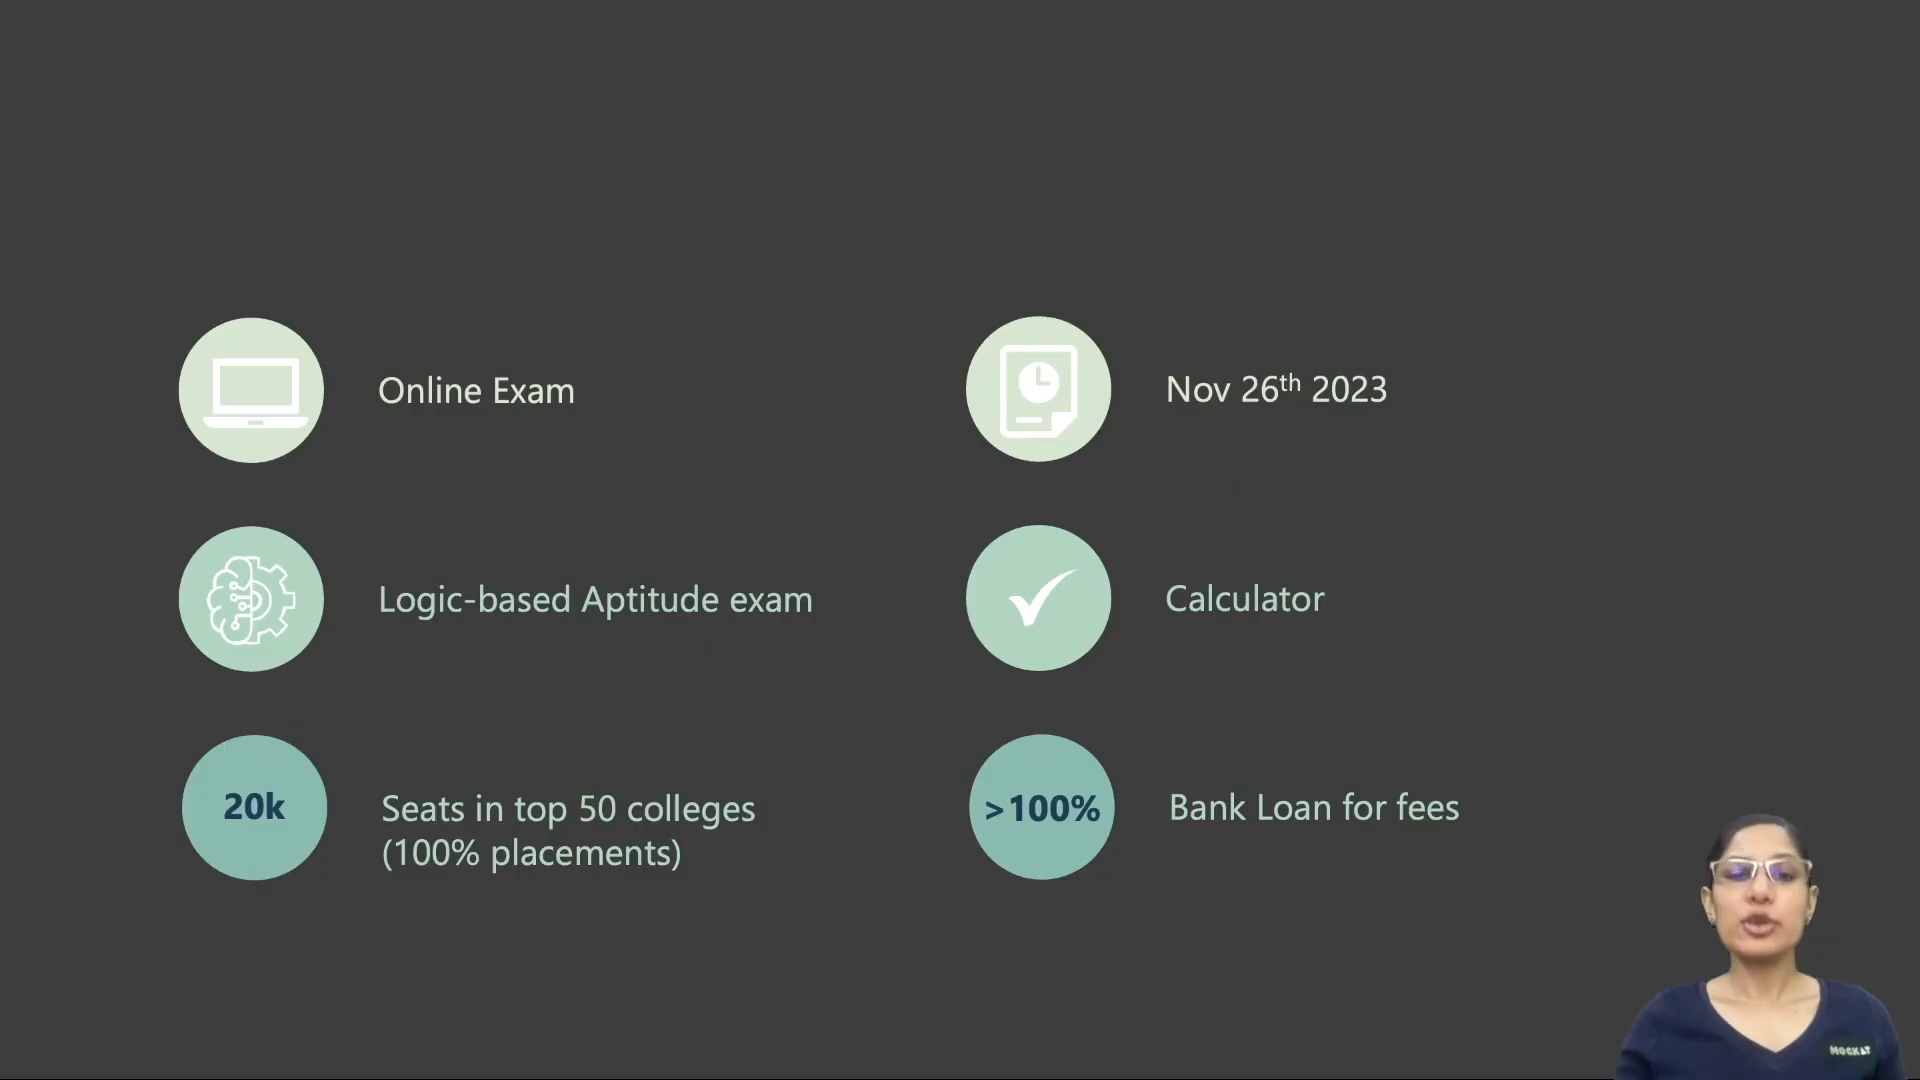 Online Exam
Nov 26th 2023
Logic-based Aptitude exam
Calculator
20k
Seats in top 50 colleges
(100% placements)
>100%
Bank Loan for fees
MOCKAT